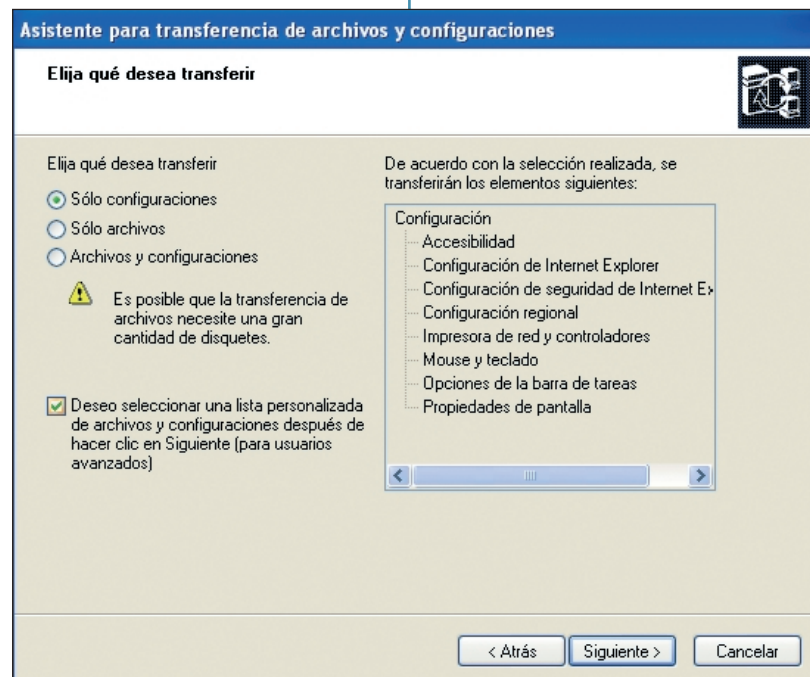 Asistente para transferencia de archivos y configuraciones
Elija qué desea transferir
Elija qué desea transferir
Sólo configuraciones
Sólo archivos
Archivos y configuraciones
Es posible que la transferencia de
archivos necesite una gran
cantidad de disquetes.
Deseo seleccionar una lista personalizada
de archivos y configuraciones después de
hacer clic en Siguiente (para usuarios
avanzados)
De acuerdo con la selección realizada, se
transferirán los elementos siguientes:
Configuración
Accesibilidad
Configuración de Internet Explorer
Configuración de seguridad de Internet Ex
Configuración regional
Impresora de red y controladores
Mouse y teclado
Opciones de la barra de tareas
Propiedades de pantalla
< Atrás
Siguiente >
Cancelar